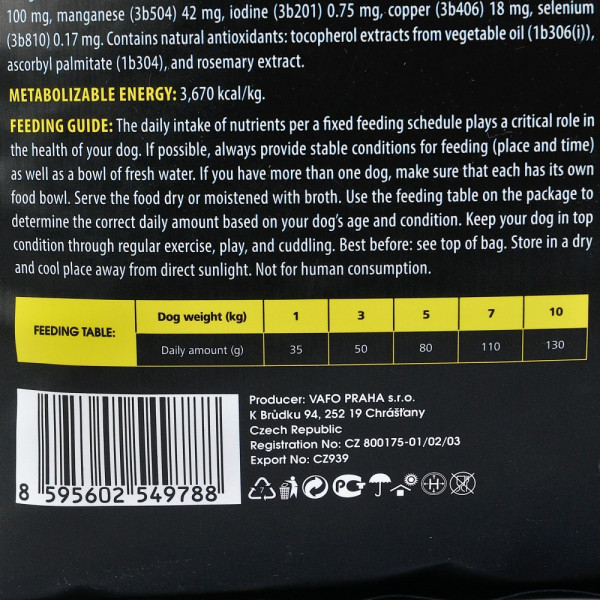 100 mg, manganese (3b504) 42 mg, iodine (3b201) 0.75 mg, copper (3b406) 18 mg, selenium
(3b810) 0.17 mg. Contains natural antioxidants: tocopherol extracts from vegetable oil (1b306(i)),
ascorbyl palmitate (1b304), and rosemary extract.
METABOLIZABLE ENERGY: 3,670 kcal/kg.
FEEDING GUIDE: The daily intake of nutrients per a fixed feeding schedule plays a critical role in
the health of your dog. If possible, always provide stable conditions for feeding (place and time)
as well as a bowl of fresh water. If you have more than one dog, make sure that each has its own
food bowl. Serve the food dry or moistened with broth. Use the feeding table on the package to
determine the correct daily amount based on your dog's age and condition. Keep your dog in top
condition through regular exercise, play, and cuddling. Best before: see top of bag. Store in a dry
and cool place away from direct sunlight. Not for human consumption.
FEEDING TABLE: Dog weight (kg) 1 3 5 7 10
Daily amount (g) 35 50 80 110 130
Producer: VAFO PRAHA s.r.o.
K Brůdku 94, 252 19 Chrášťany
Czech Republic
Registration No: CZ 800175-01/02/03
Export No: CZ939
8 595602 549788
7 PCT H